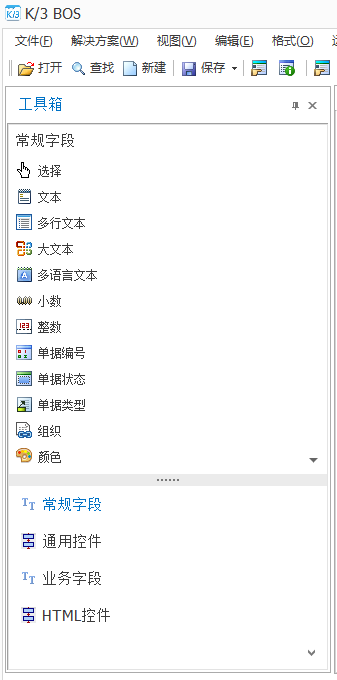 K/3 BOS
文件(F) 解决方案(W) 视图(V) 编辑(E) 格式(O)
打开 查找 新建 保存
工具箱
常规字段
选择
文本
多行文本
大文本
多语言文本
小数
整数
单据编号
单据状态
单据类型
组织
颜色
常规字段
通用控件
业务字段
HTML控件